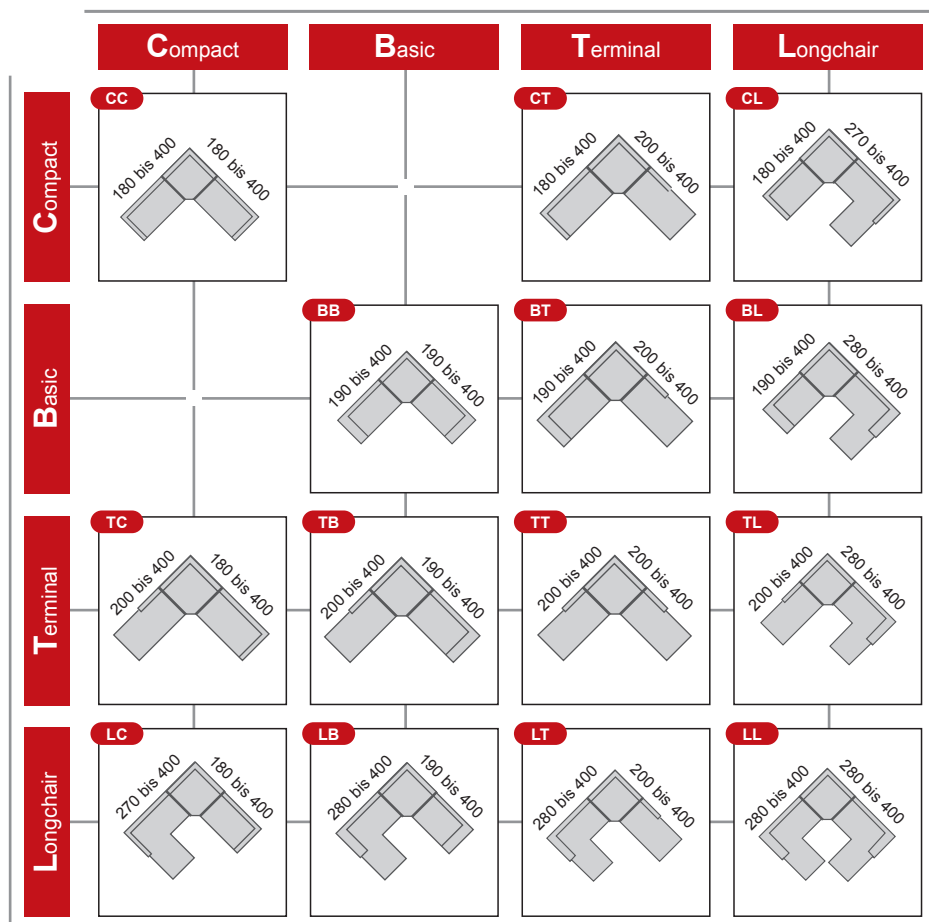 Compact
Basic
Terminal
Longchair
Compact
CC
180 bis 400
180 bis 400
CT
180 bis 400
200 bis 400
CL
180 bis 400
270 bis 400
Basic
BB
190 bis 400
190 bis 400
BT
190 bis 400
200 bis 400
BL
190 bis 400
280 bis 400
Terminal
TC
200 bis 400
180 bis 400
TB
200 bis 400
190 bis 400
TT
200 bis 400
200 bis 400
TL
200 bis 400
280 bis 400
Longchair
LC
270 bis 400
180 bis 400
LB
280 bis 400
190 bis 400
LT
280 bis 400
200 bis 400
LL
280 bis 400
280 bis 400